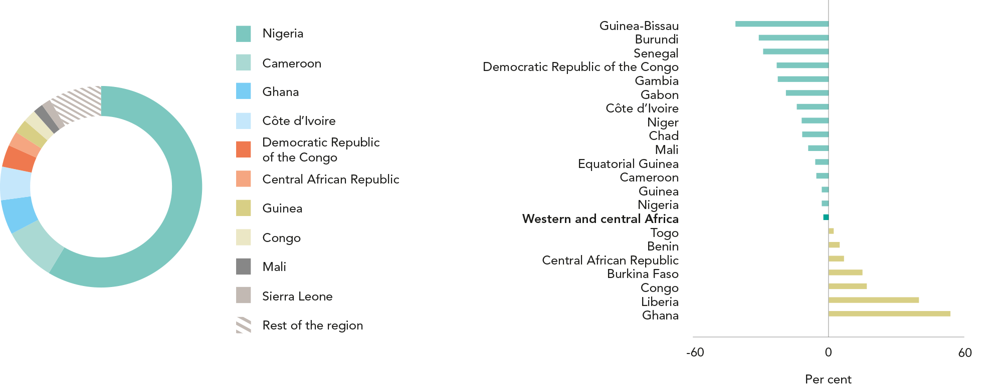 Nigeria
Cameroon
Ghana
Côte d’Ivoire
Democratic Republic
of the Congo
Central African Republic
Guinea
Congo
Mali
Sierra Leone
Rest of the region
Guinea-Bissau
Burundi
Senegal
Democratic Republic of the Congo
Gambia
Gabon
Côte d’Ivoire
Niger
Chad
Mali
Equatorial Guinea
Cameroon
Guinea
Nigeria
Western and central Africa
Togo
Benin
Central African Republic
Burkina Faso
Congo
Liberia
Ghana
-60 0 60
Per cent